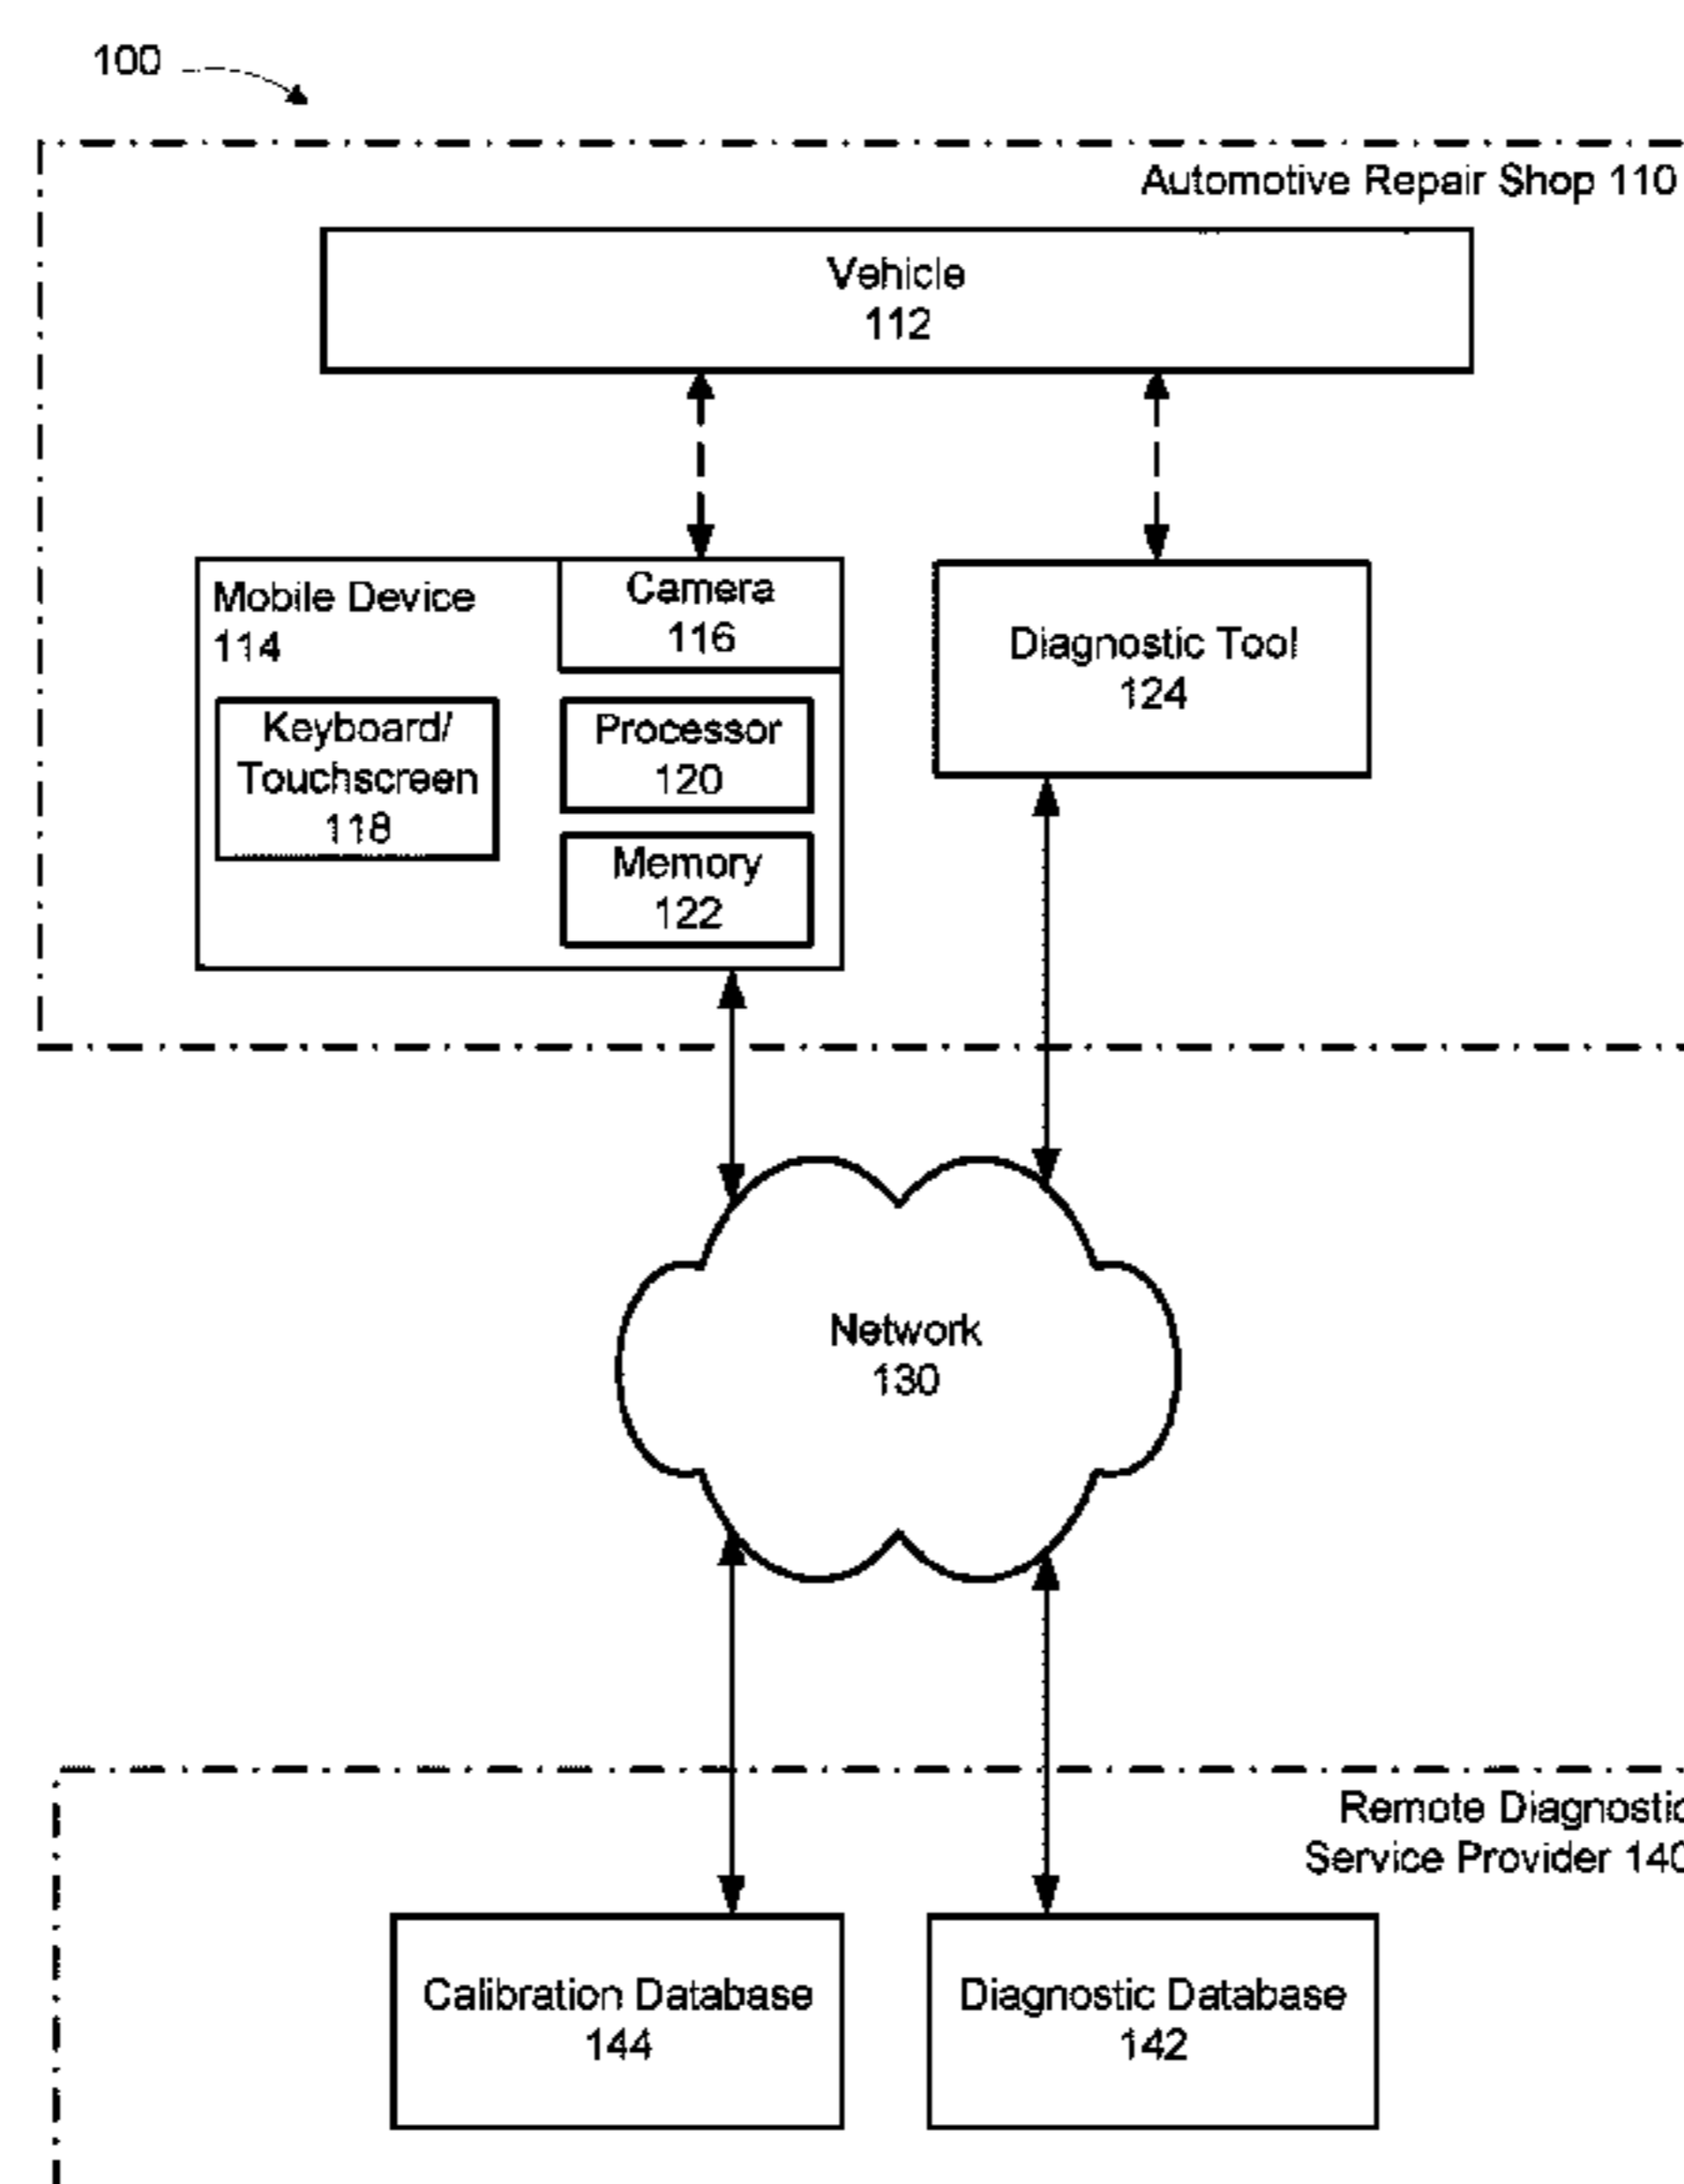 100
Automotive Repair Shop 110
Vehicle
112
Mobile Device
114
Camera
116
Keyboard/
Touchscreen
118
Processor
120
Memory
122
Diagnostic Tool
124
Network
130
Remote Diagnostic
Service Provider 140
Calibration Database
144
Diagnostic Database
142